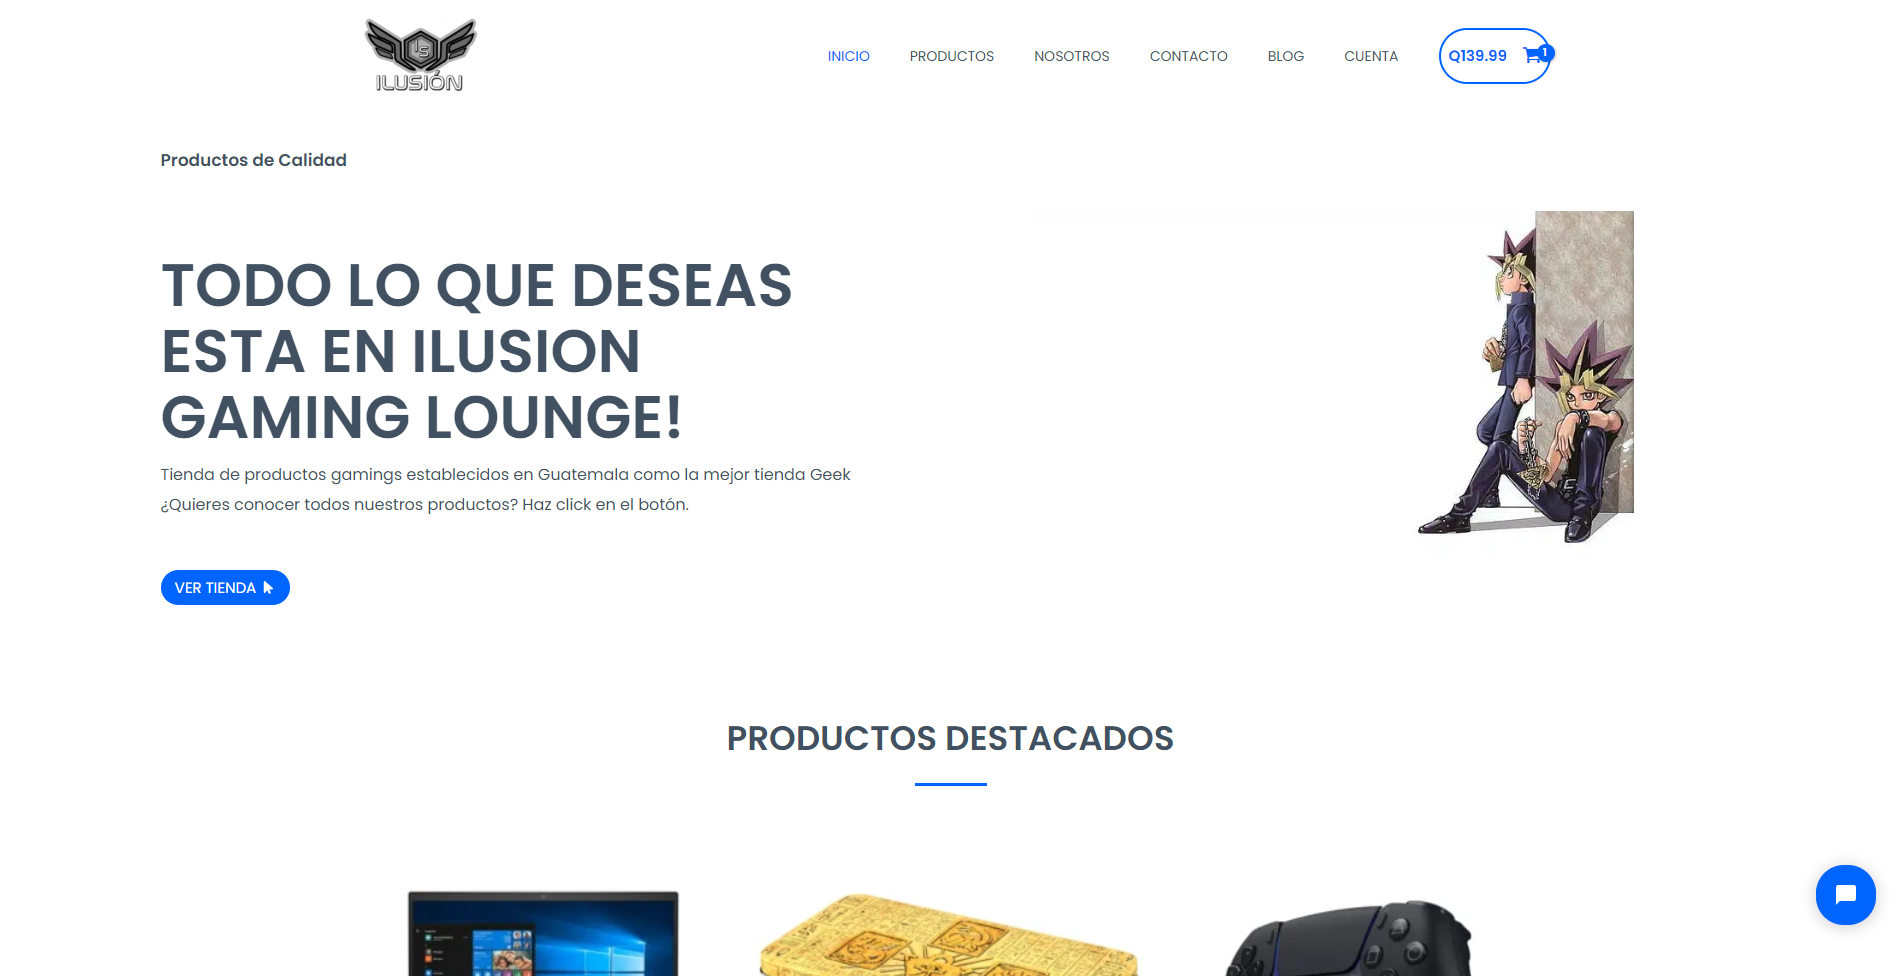 IS
ILUSIÓN
INICIO
PRODUCTOS
NOSOTROS
CONTACTO
BLOG
CUENTA
Q139.99
1
Productos de Calidad
TODO LO QUE DESEAS
ESTA EN ILUSION
GAMING LOUNGE!
Tienda de productos gamings establecidos en Guatemala como la mejor tienda Geek
¿Quieres conocer todos nuestros productos? Haz click en el botón.
VER TIENDA
PRODUCTOS DESTACADOS